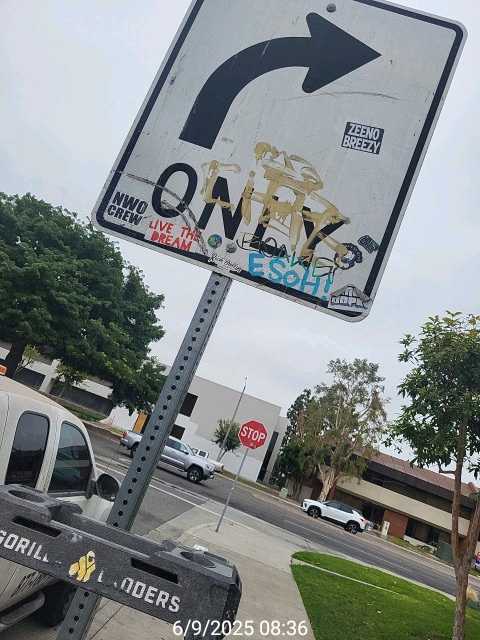 ZEENO
BREEZY
ONLY
NWO
CREW
LIVE THE
DREAM
ESOH!
STOP
GORILLA LADDERS
6/9/2025 08:36